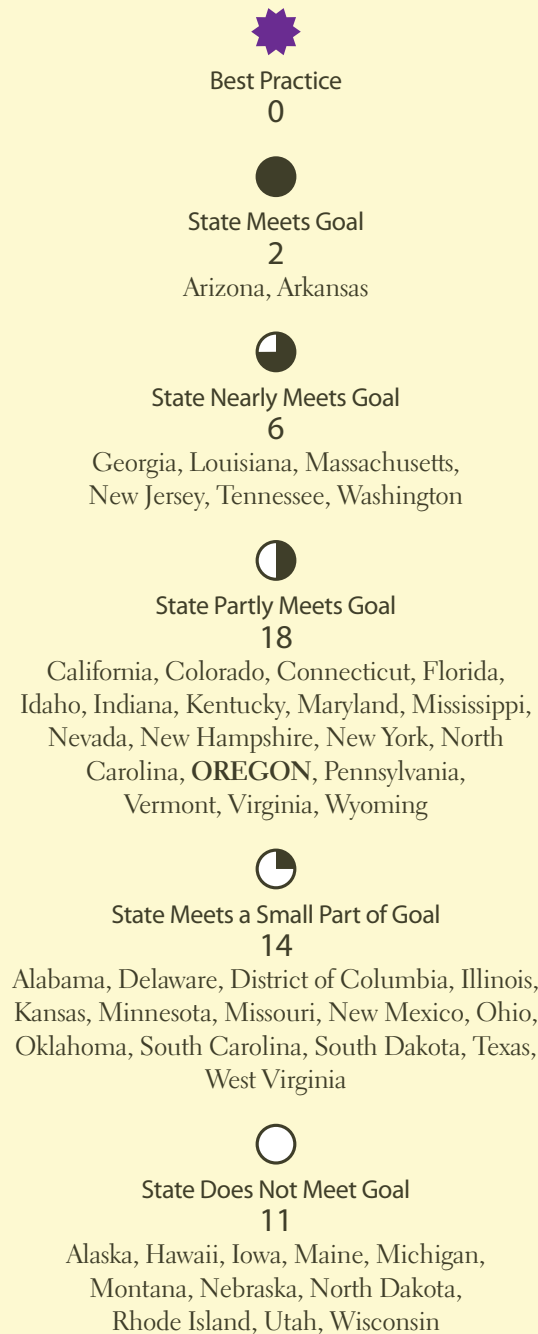 Best Practice
0
State Meets Goal
2
Arizona, Arkansas
State Nearly Meets Goal
6
Georgia, Louisiana, Massachusetts,
New Jersey, Tennessee, Washington
State Partly Meets Goal
18
California, Colorado, Connecticut, Florida,
Idaho, Indiana, Kentucky, Maryland, Mississippi,
Nevada, New Hampshire, New York, North
Carolina, OREGON, Pennsylvania,
Vermont, Virginia, Wyoming
State Meets a Small Part of Goal
14
Alabama, Delaware, District of Columbia, Illinois,
Kansas, Minnesota, Missouri, New Mexico, Ohio,
Oklahoma, South Carolina, South Dakota, Texas,
West Virginia
State Does Not Meet Goal
11
Alaska, Hawaii, Iowa, Maine, Michigan,
Montana, Nebraska, North Dakota,
Rhode Island, Utah, Wisconsin